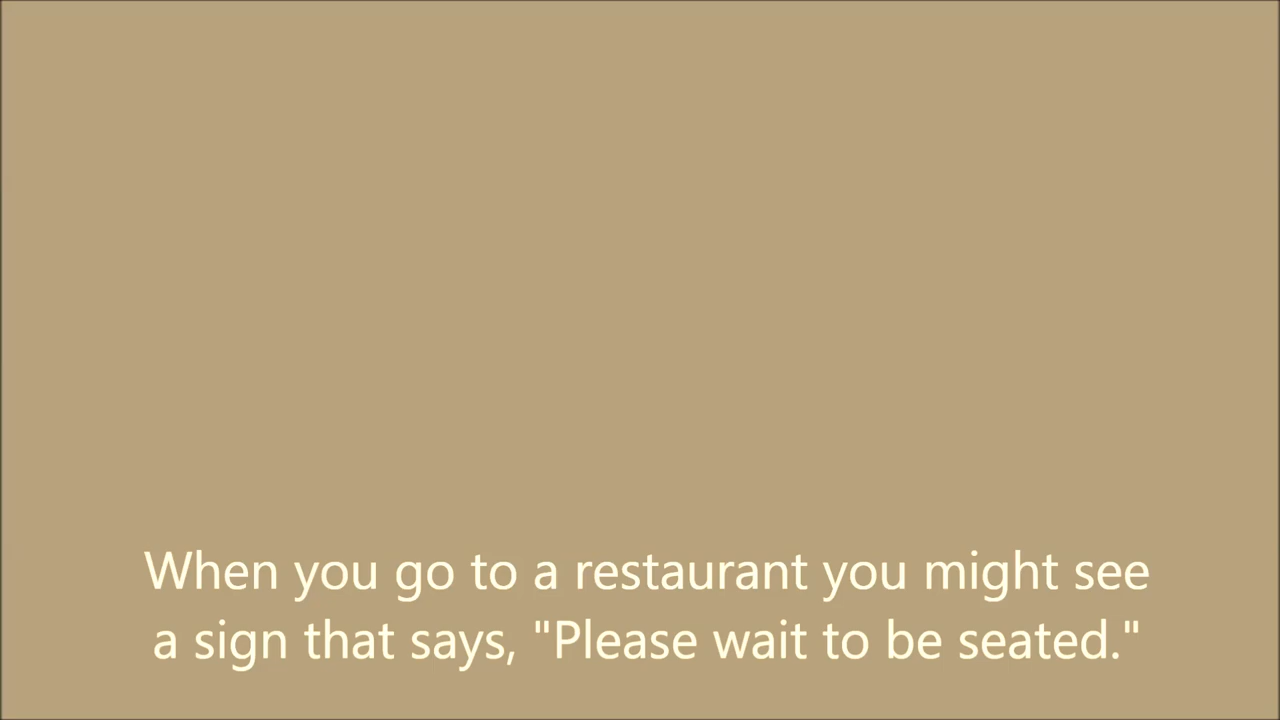 When you go to a restaurant you might see
a sign that says, "Please wait to be seated."